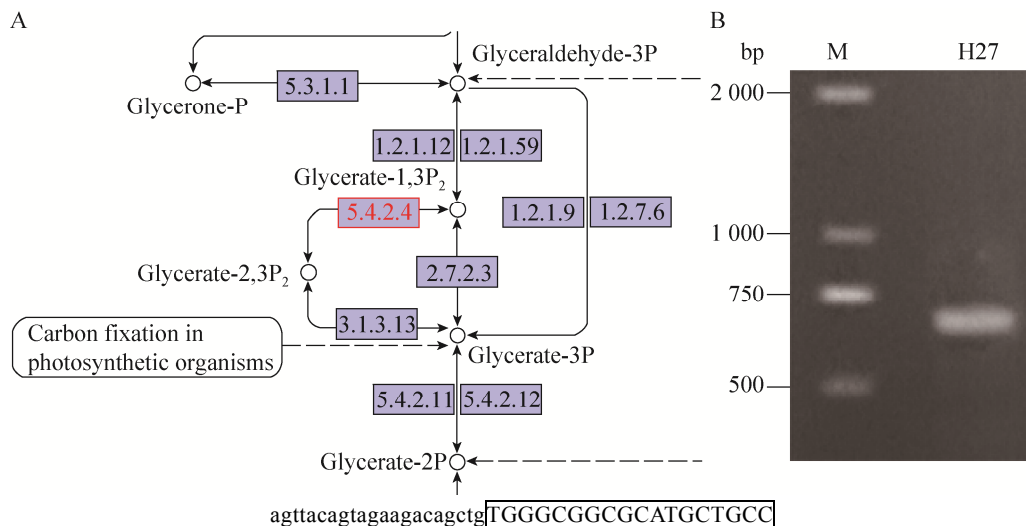 A
Glyceraldehyde-3P
5.3.1.1
Glycerone-P
1.2.1.12
1.2.1.59
Glycerate-1,3P2
5.4.2.4
1.2.1.9
1.2.7.6
Glycerate-2,3P2
2.7.2.3
3.1.3.13
Carbon fixation in
photosynthetic organisms
Glycerate-3P
5.4.2.11
5.4.2.12
Glycerate-2P
agttacagtagaagacagctgTGGGCGGCGCATGCTGCC
B
bp
M
H27
2 000
1 000
750
500